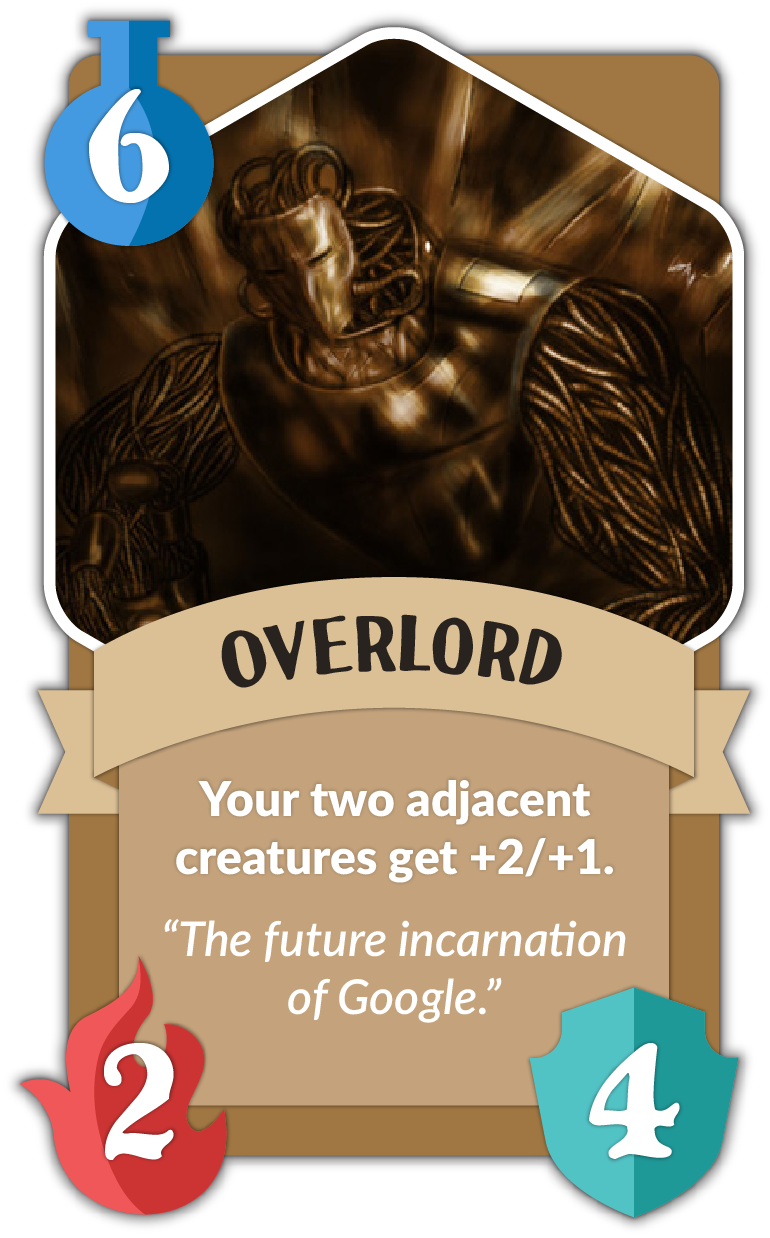 6
OVERLORD
Your two adjacent
creatures get +2/+1.
“The future incarnation
of Google.”
2
4